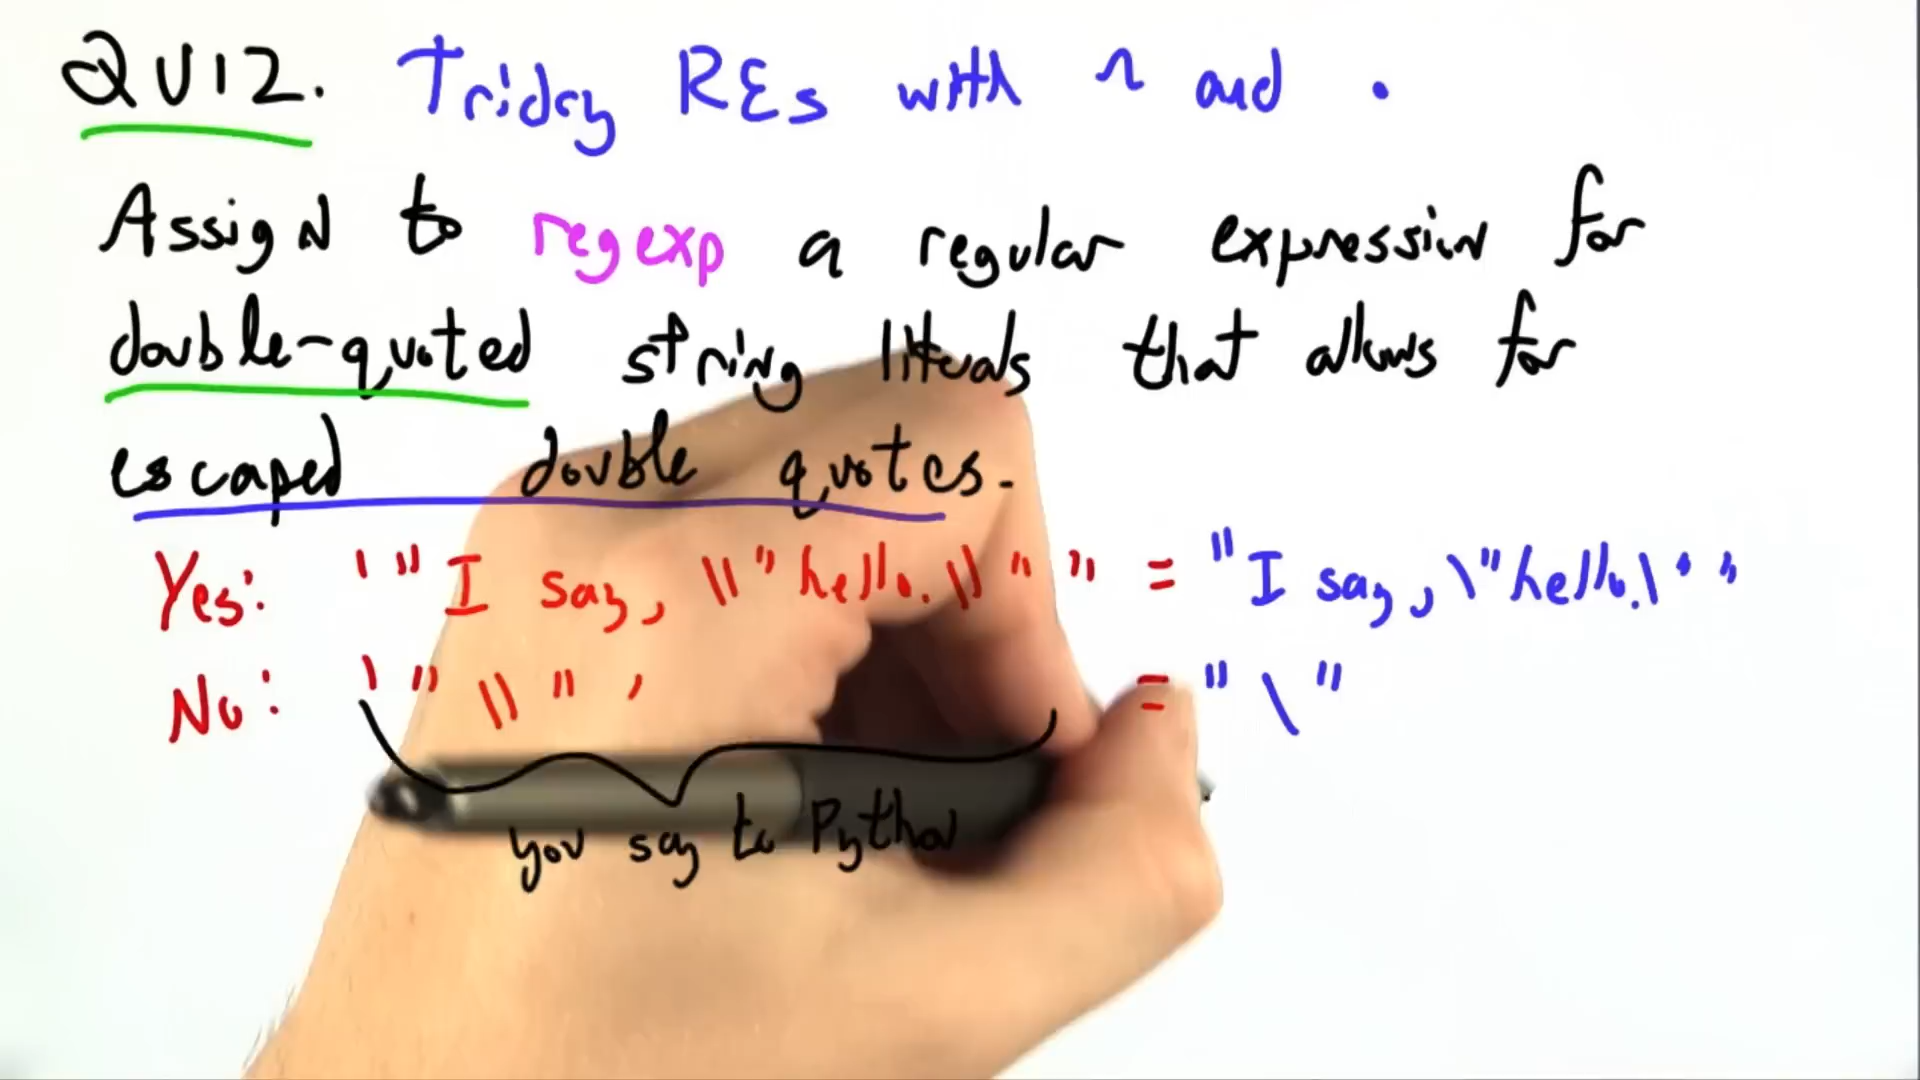 QUIZ. Tricky REs with ^ and .
Assign to regexp a regular expression for
double-quoted string literals that allows for
escaped double quotes.
Yes: '"I say, \\"hello.\\""' = "I say, \"hello.\""
No: '"\\"' = "\"
you say to Python